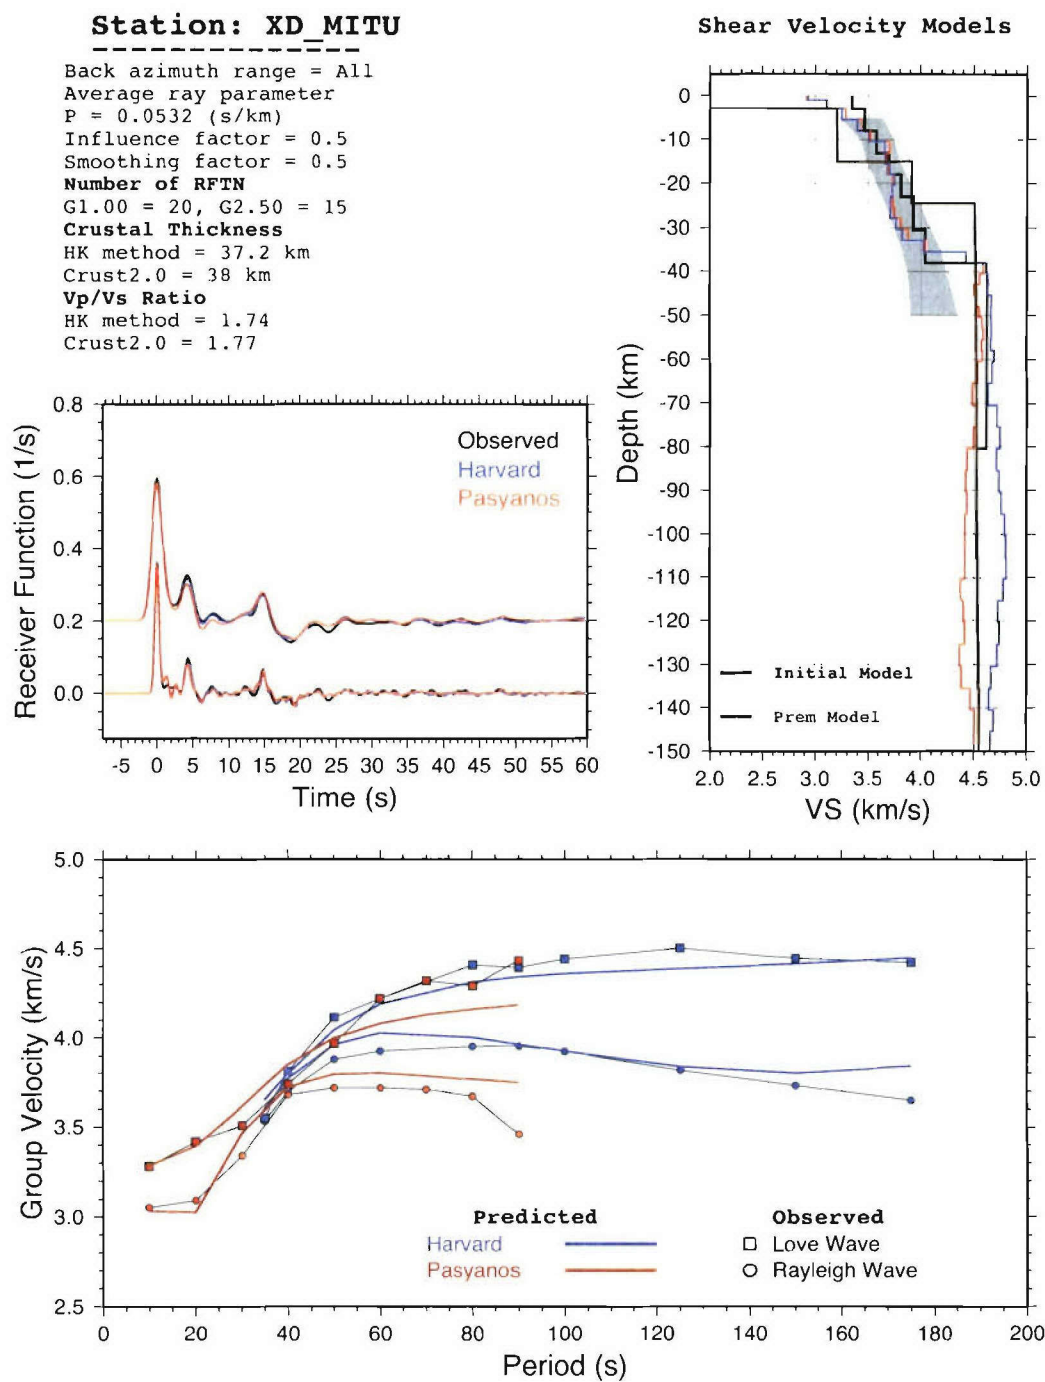 Station: XD_MITU
Back azimuth range = All
Average ray parameter
P = 0.0532 (s/km)
Influence factor = 0.5
Smoothing factor = 0.5
Number of RFTN
G1.00 = 20, G2.50 = 15
Crustal Thickness
HK method = 37.2 km
Crust2.0 = 38 km
Vp/Vs Ratio
HK method = 1.74
Crust2.0 = 1.77
Shear Velocity Models
0
-10
-20
-30
-40
-50
-60
-70
-80
-90
-100
-110
-120
-130
-140
-150
Depth (km)
Initial Model
Prem Model
2.0 2.5 3.0 3.5 4.0 4.5 5.0
VS (km/s)
0.8
0.6
0.4
0.2
0.0
Receiver Function (1/s)
Observed
Harvard
Pasyanos
-5 0 5 10 15 20 25 30 35 40 45 50 55 60
Time (s)
5.0
4.5
4.0
3.5
3.0
2.5
Group Velocity (km/s)
Predicted
Harvard
Pasyanos
Observed
Love Wave
Rayleigh Wave
0 20 40 60 80 100 120 140 160 180 200
Period (s)